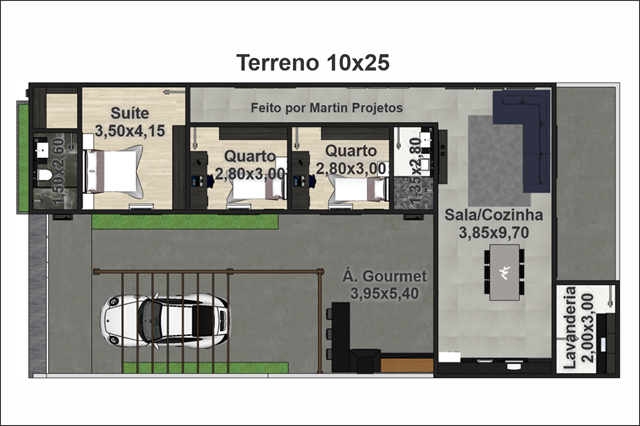 Terreno 10x25
Feito por Martin Projetos
Suíte
3,50x4,15
1,50x2,60
Quarto
2,80x3,00
Quarto
2,80x3,00
1,35x2,80
Sala/Cozinha
3,85x9,70
Á. Gourmet
3,95x5,40
Lavanderia
2,00x3,00